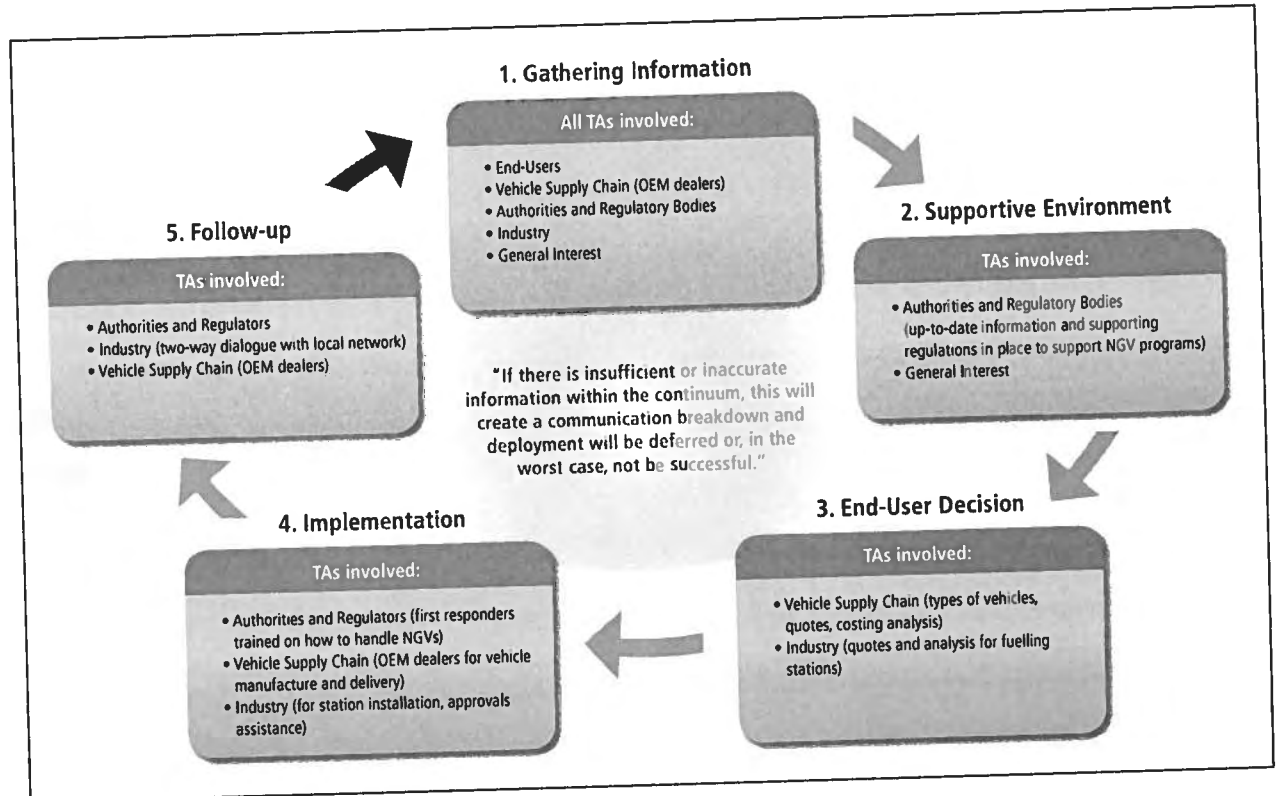 1. Gathering Information
All TAs involved:
• End-Users
• Vehicle Supply Chain (OEM dealers)
• Authorities and Regulatory Bodies
• Industry
• General Interest
2. Supportive Environment
TAs involved:
• Authorities and Regulatory Bodies
(up-to-date information and supporting
regulations in place to support NGV programs)
• General Interest
3. End-User Decision
TAs involved:
• Vehicle Supply Chain (types of vehicles,
quotes, costing analysis)
• Industry (quotes and analysis for fuelling
stations)
4. Implementation
TAs involved:
• Authorities and Regulators (first responders
trained on how to handle NGVs)
• Vehicle Supply Chain (OEM dealers for vehicle
manufacture and delivery)
• Industry (for station installation, approvals
assistance)
5. Follow-up
TAs involved:
• Authorities and Regulators
• Industry (two-way dialogue with local network)
• Vehicle Supply Chain (OEM dealers)
"If there is insufficient or inaccurate
information within the continuum, this will
create a communication breakdown and
deployment will be deferred or, in the
worst case, not be successful."